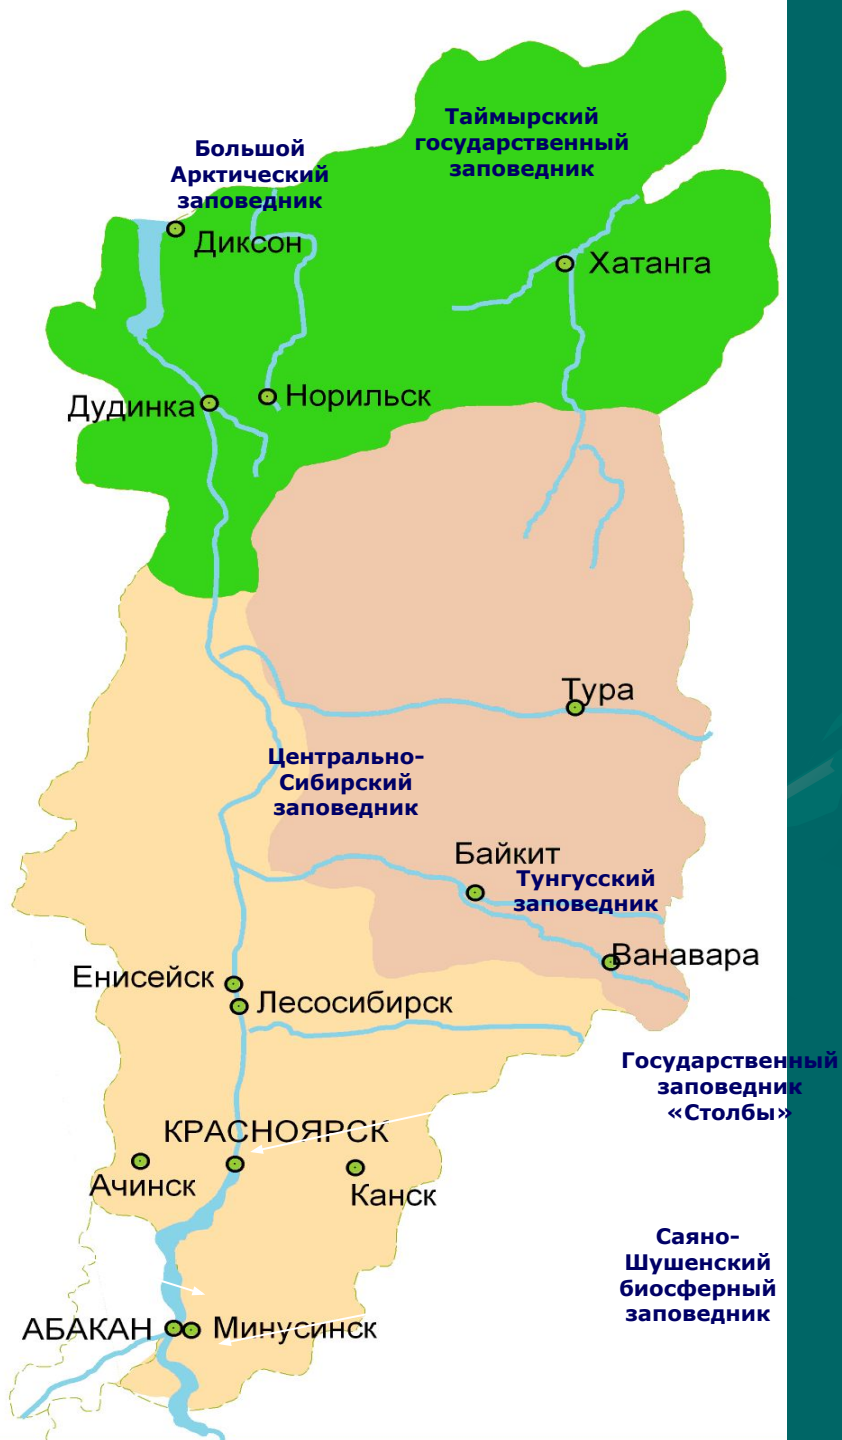 Таймырский
государственный
заповедник
Большой
Арктический
заповедник
Диксон
Хатанга
Норильск
Дудинка
Тура
Центрально-
Сибирский
заповедник
Байкит
Тунгусский
заповедник
Ванавара
Енисейск
Лесосибирск
Государственный
заповедник
«Столбы»
КРАСНОЯРСК
Ачинск
Канск
Саяно-
Шушенский
биосферный
заповедник
АБАКАН
Минусинск